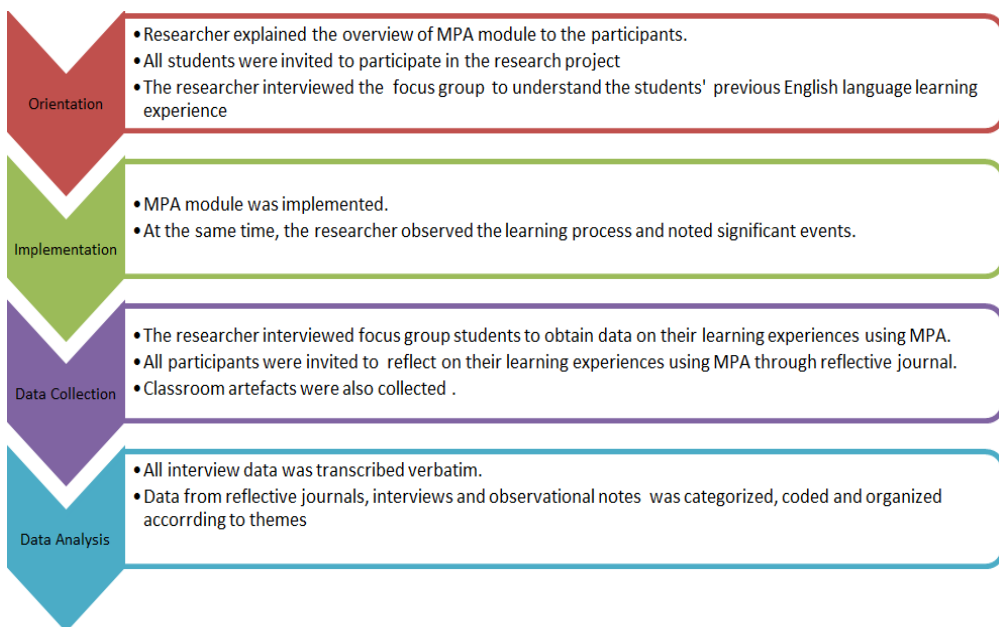 Orientation
•Researcher explained the overview of MPA module to the participants.
•All students were invited to participate in the research project
•The researcher interviewed the focus group to understand the students' previous English language learning
experience
Implementation
•MPA module was implemented.
•At the same time, the researcher observed the learning process and noted significant events.
Data Collection
•The researcher interviewed focus group students to obtain data on their learning experiences using MPA.
•All participants were invited to reflect on their learning experiences using MPA through reflective journal.
•Classroom artefacts were also collected .
Data Analysis
•All interview data was transcribed verbatim.
•Data from reflective journals, interviews and observational notes was categorized, coded and organized
accorrding to themes